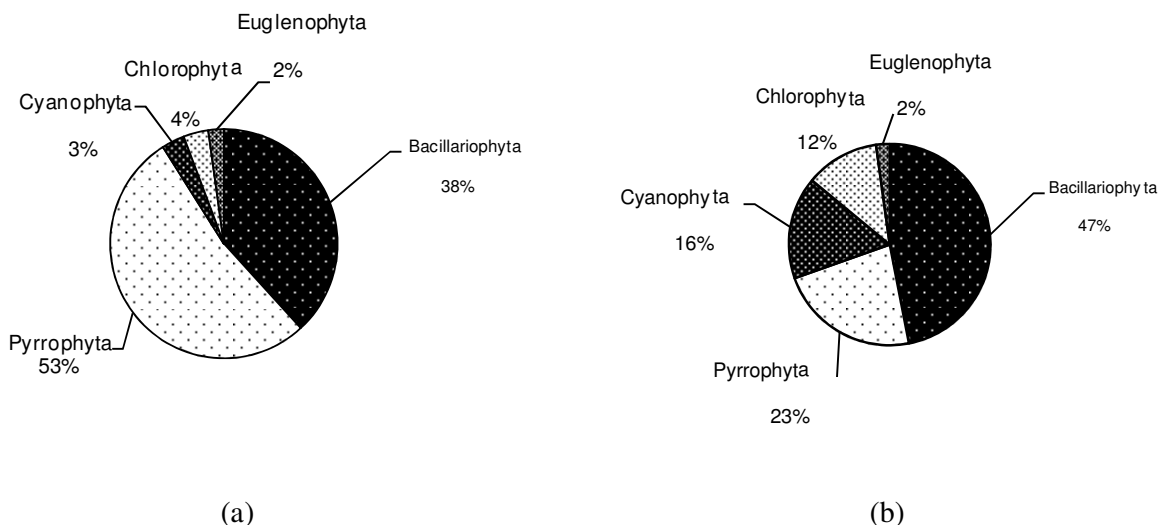 Euglenophyta
2%
Chlorophyta
4%
Cyanophyta
3%
Bacillariophyta
38%
Pyrrophyta
53%
(a)
Euglenophyta
2%
Chlorophyta
12%
Cyanophyta
16%
Bacillariophyta
47%
Pyrrophyta
23%
(b)